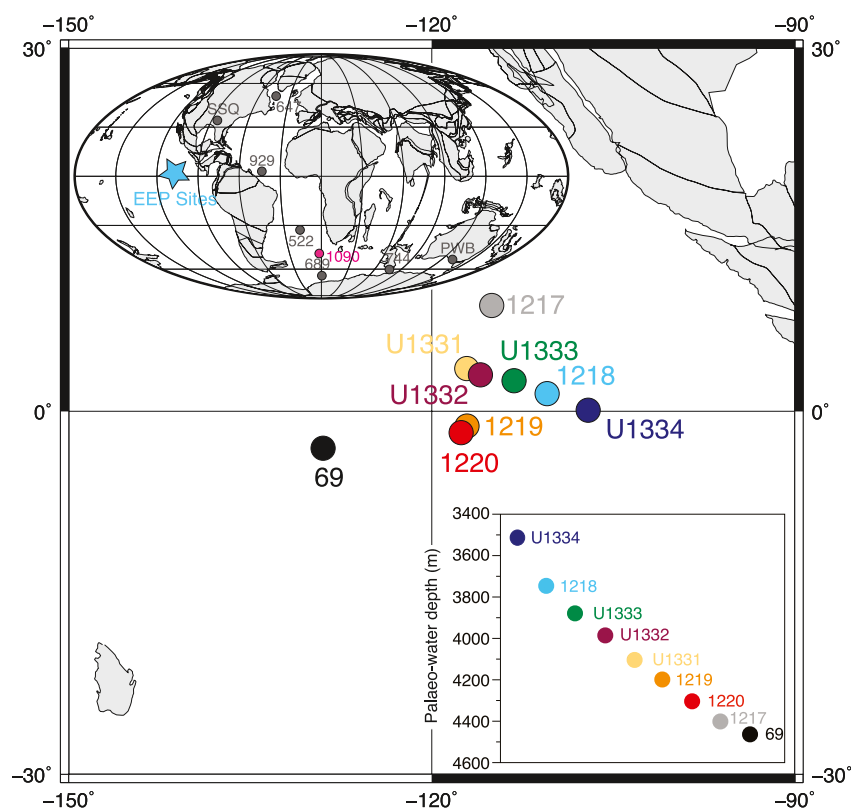 −150˚ −120˚ −90˚
30˚ 30˚
SSQ
647
929
EEP Sites
522
1090
689
744
PWB
1217
U1331
U1333
1218
U1332
0˚ 0˚
1219
U1334
1220
69
3400
3600
3800
4000
4200
4400
4600
Palaeo-water depth (m)
U1334
1218
U1333
U1332
U1331
1219
1220
1217
69
−30˚ −30˚
−150˚ −120˚ −90˚